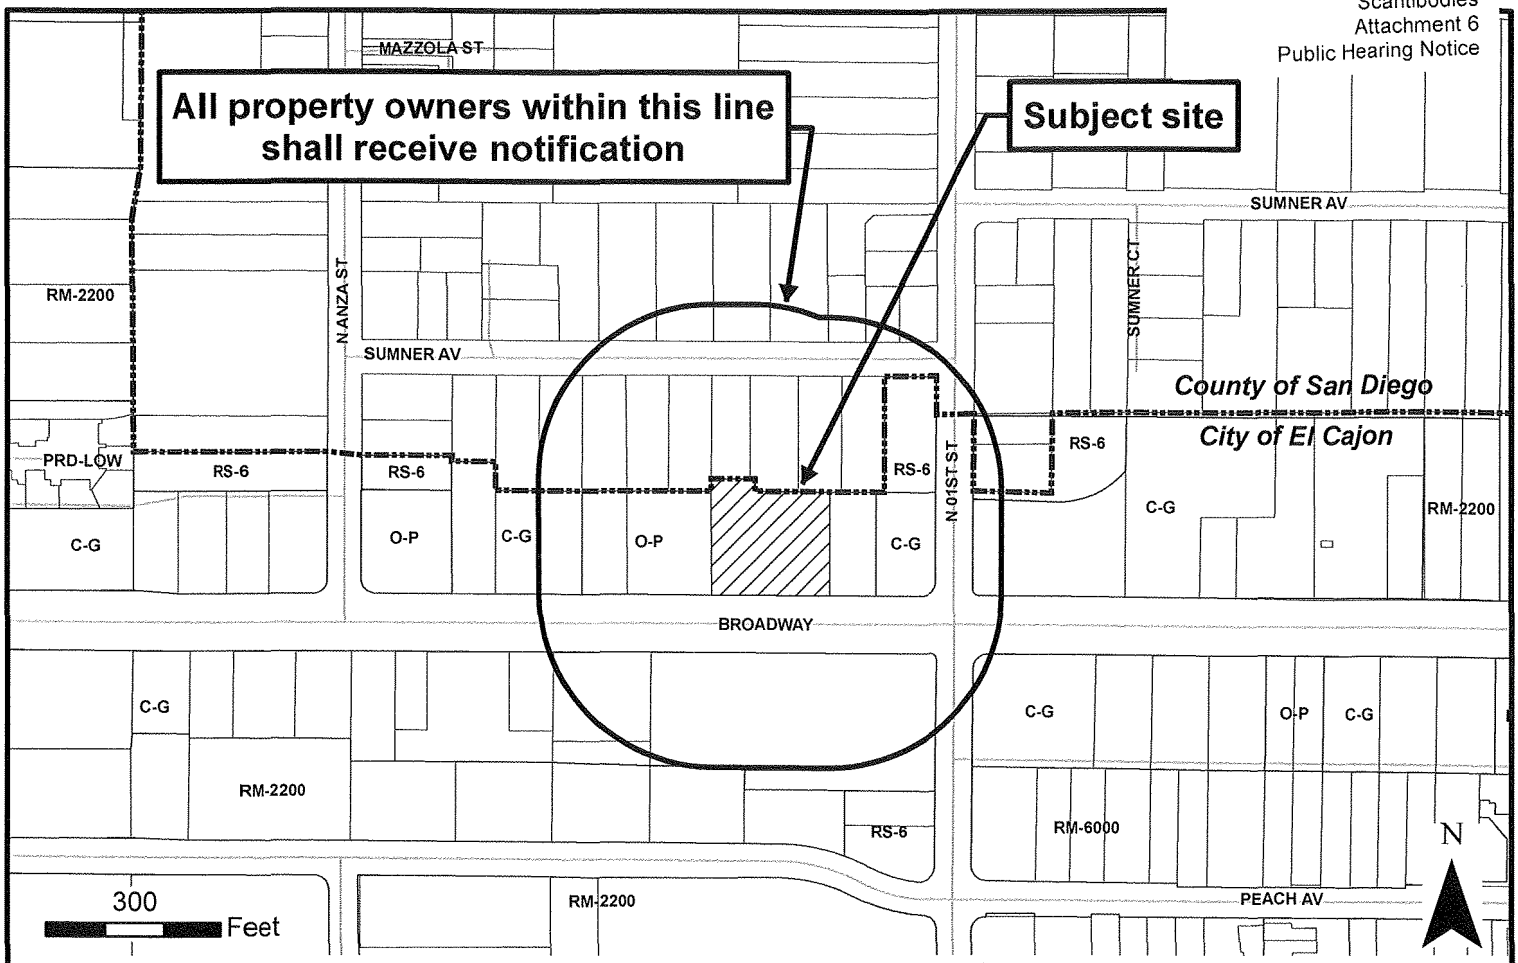 Scantibodies
Attachment 6
Public Hearing Notice
MAZZOLA ST
All property owners within this line
shall receive notification
Subject site
SUMNER AV
N ANZA ST
SUMNER CT
RM-2200
SUMNER AV
County of San Diego
City of El Cajon
PRD-LOW
RS-6
RS-6
RS-6
N 01ST ST
RS-6
C-G
O-P
C-G
O-P
C-G
C-G
RM-2200
BROADWAY
C-G
C-G
O-P
C-G
RM-2200
RS-6
RM-6000
N
RM-2200
PEACH AV
300
Feet